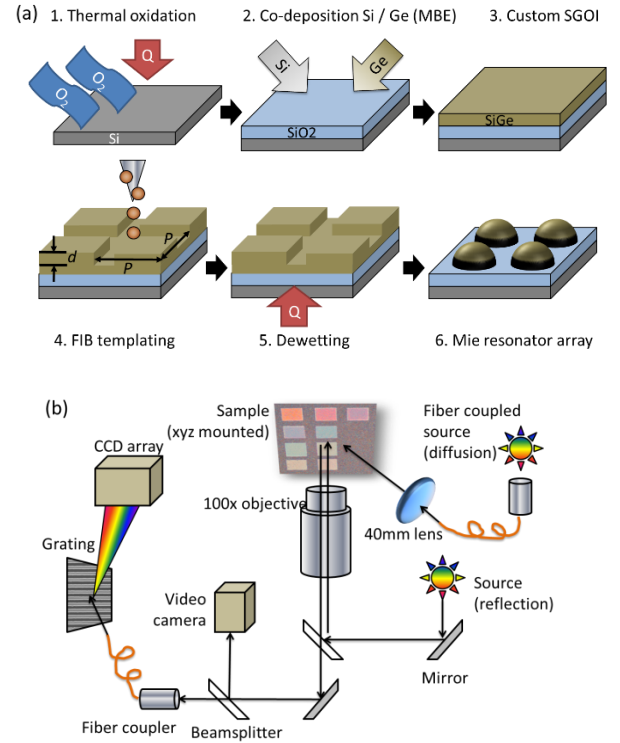 (a)
1. Thermal oxidation
2. Co-deposition Si / Ge (MBE)
3. Custom SGOI
O2
O2
Q
Si
Si
Ge
SiO2
SiGe
d
P
P
Q
4. FIB templating
5. Dewetting
6. Mie resonator array
(b)
Sample
(xyz mounted)
Fiber coupled
source
(diffusion)
CCD array
100x objective
40mm lens
Grating
Video
camera
Source
(reflection)
Mirror
Fiber coupler
Beamsplitter